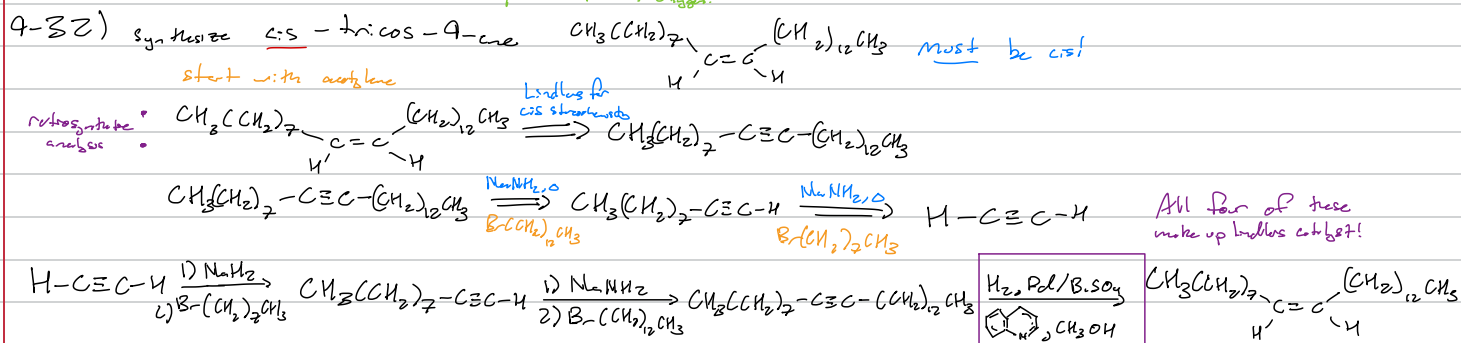 9-32) Synthesize cis - tricos - 9-ene CH3(CH2)7 C=C (CH2)12CH3 H H Must be cis!
start with acetylene
retrosynthetic analysis : CH3(CH2)7 C=C (CH2)12CH3 H H Lindlars for cis CH3(CH2)7-C≡C-(CH2)12CH3
CH3(CH2)7-C≡C-(CH2)12CH3 NaNH2, Δ Br(CH2)12CH3 CH3(CH2)7-C≡C-H NaNH2, Δ Br(CH2)7CH3 H-C≡C-H All four of these make up lindlars catalyst!
H-C≡C-H 1) NaH2 2) Br-(CH2)7CH3 CH3(CH2)7-C≡C-H 1) NaNH2 2) Br-(CH2)12CH3 CH3(CH2)7-C≡C-(CH2)12CH3 H2, Pd/BaSO4 N, CH3OH CH3(CH2)7 C=C (CH2)12CH3 H H